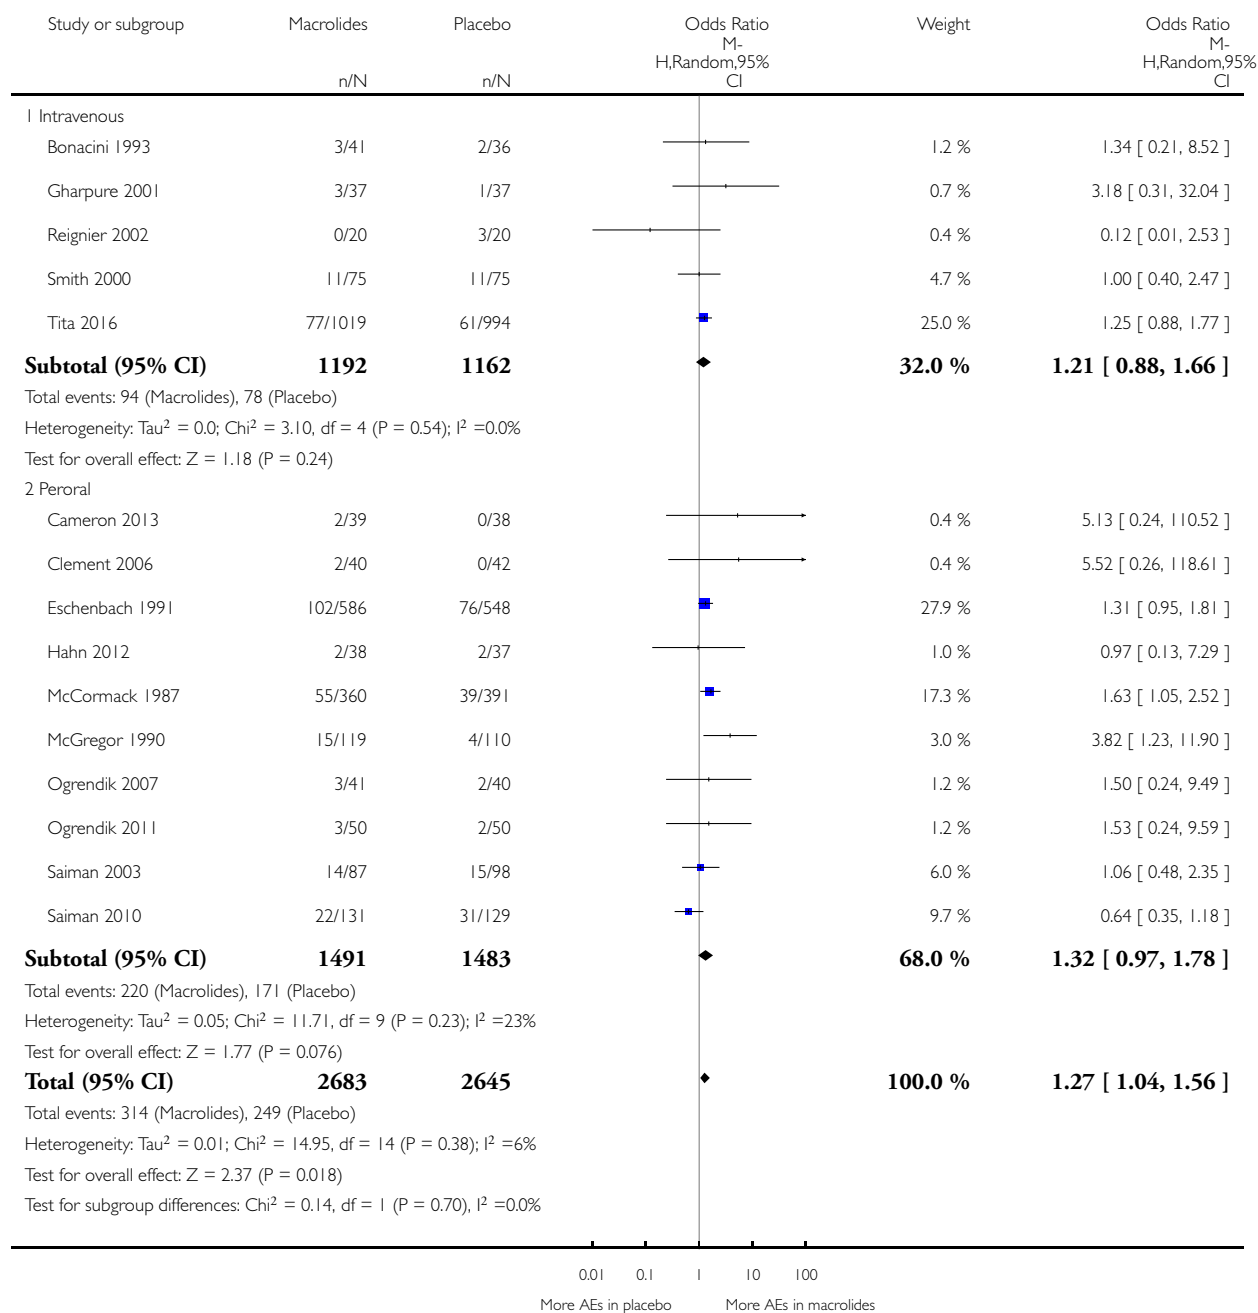 Study or subgroup Macrolides Placebo Odds Ratio Weight Odds Ratio
M- M-
H,Random,95% H,Random,95%
n/N n/N CI CI
1 Intravenous
Bonacini 1993 3/41 2/36 1.2 % 1.34 [ 0.21, 8.52 ]
Gharpure 2001 3/37 1/37 0.7 % 3.18 [ 0.31, 32.04 ]
Reignier 2002 0/20 3/20 0.4 % 0.12 [ 0.01, 2.53 ]
Smith 2000 11/75 11/75 4.7 % 1.00 [ 0.40, 2.47 ]
Tita 2016 77/1019 61/994 25.0 % 1.25 [ 0.88, 1.77 ]
Subtotal (95% CI) 1192 1162 32.0 % 1.21 [ 0.88, 1.66 ]
Total events: 94 (Macrolides), 78 (Placebo)
Heterogeneity: Tau² = 0.0; Chi² = 3.10, df = 4 (P = 0.54); I² =0.0%
Test for overall effect: Z = 1.18 (P = 0.24)
2 Peroral
Cameron 2013 2/39 0/38 0.4 % 5.13 [ 0.24, 110.52 ]
Clement 2006 2/40 0/42 0.4 % 5.52 [ 0.26, 118.61 ]
Eschenbach 1991 102/586 76/548 27.9 % 1.31 [ 0.95, 1.81 ]
Hahn 2012 2/38 2/37 1.0 % 0.97 [ 0.13, 7.29 ]
McCormack 1987 55/360 39/391 17.3 % 1.63 [ 1.05, 2.52 ]
McGregor 1990 15/119 4/110 3.0 % 3.82 [ 1.23, 11.90 ]
Ogrendik 2007 3/41 2/40 1.2 % 1.50 [ 0.24, 9.49 ]
Ogrendik 2011 3/50 2/50 1.2 % 1.53 [ 0.24, 9.59 ]
Saiman 2003 14/87 15/98 6.0 % 1.06 [ 0.48, 2.35 ]
Saiman 2010 22/131 31/129 9.7 % 0.64 [ 0.35, 1.18 ]
Subtotal (95% CI) 1491 1483 68.0 % 1.32 [ 0.97, 1.78 ]
Total events: 220 (Macrolides), 171 (Placebo)
Heterogeneity: Tau² = 0.05; Chi² = 11.71, df = 9 (P = 0.23); I² =23%
Test for overall effect: Z = 1.77 (P = 0.076)
Total (95% CI) 2683 2645 100.0 % 1.27 [ 1.04, 1.56 ]
Total events: 314 (Macrolides), 249 (Placebo)
Heterogeneity: Tau² = 0.01; Chi² = 14.95, df = 14 (P = 0.38); I² =6%
Test for overall effect: Z = 2.37 (P = 0.018)
Test for subgroup differences: Chi² = 0.14, df = 1 (P = 0.70), I² =0.0%
0.01 0.1 1 10 100
More AEs in placebo More AEs in macrolides